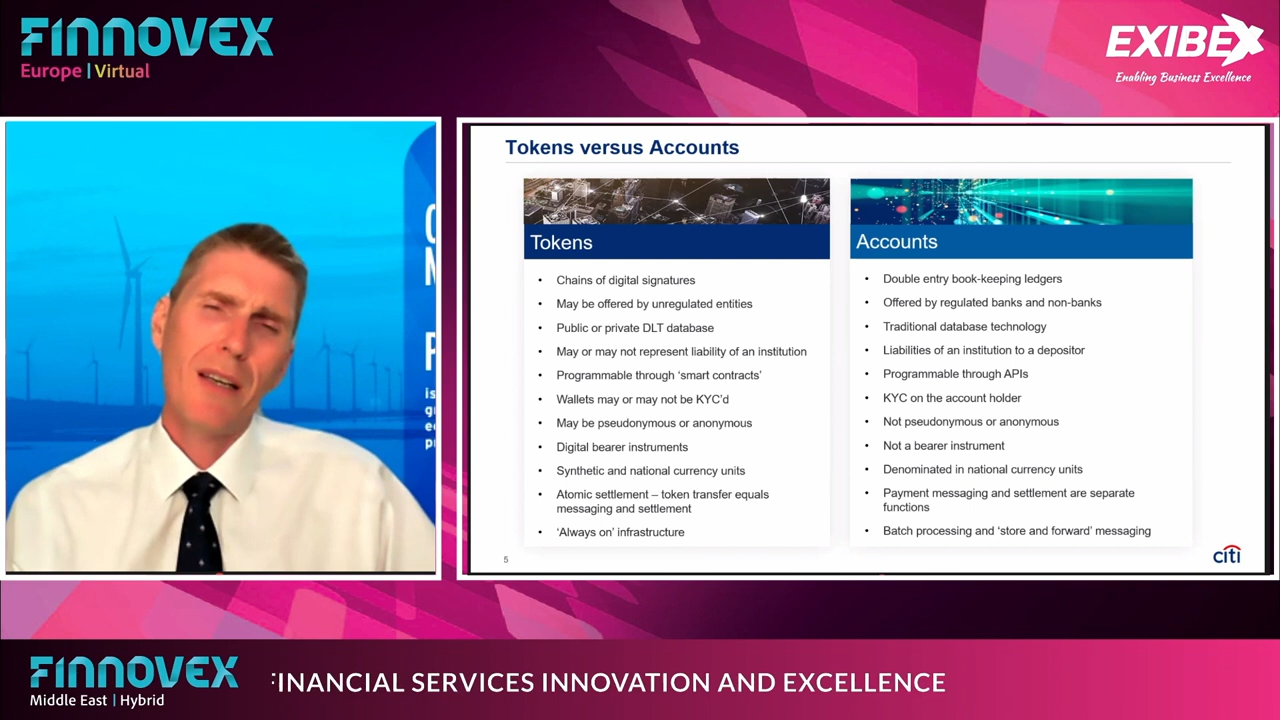 FINNOVEX
Europe | Virtual
EXIBEX
Enabling Business Excellence
is
Tokens versus Accounts
Tokens
• Chains of digital signatures
• May be offered by unregulated entities
• Public or private DLT database
• May or may not represent liability of an institution
• Programmable through ‘smart contracts’
• Wallets may or may not be KYC’d
• May be pseudonymous or anonymous
• Digital bearer instruments
• Synthetic and national currency units
• Atomic settlement – token transfer equals
messaging and settlement
• ‘Always on’ infrastructure
Accounts
• Double entry book-keeping ledgers
• Offered by regulated banks and non-banks
• Traditional database technology
• Liabilities of an institution to a depositor
• Programmable through APIs
• KYC on the account holder
• Not pseudonymous or anonymous
• Not a bearer instrument
• Denominated in national currency units
• Payment messaging and settlement are separate
functions
• Batch processing and ‘store and forward’ messaging
5
citi
FINNOVEX
Middle East | Hybrid
FINANCIAL SERVICES INNOVATION AND EXCELLENCE